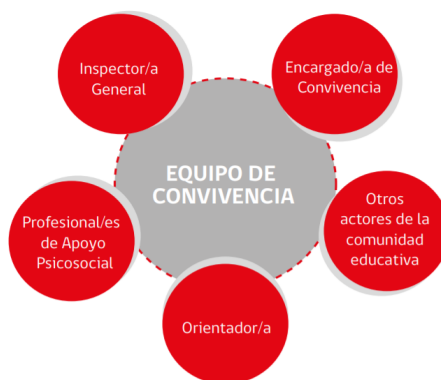 Inspector/a
General
Encargado/a de
Convivencia
EQUIPO DE
CONVIVENCIA
Profesional/es
de Apoyo
Psicosocial
Otros
actores de la
comunidad
educativa
Orientador/a